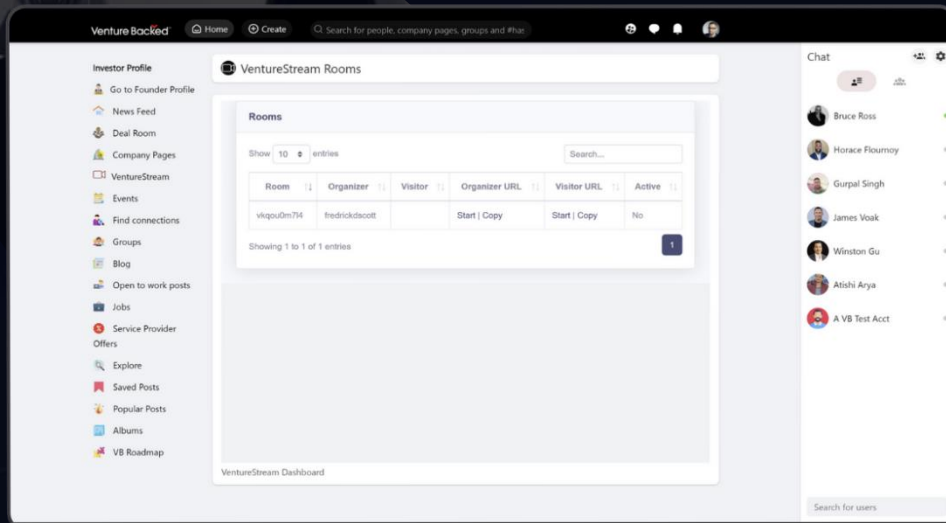 Venture Backed
Home
Create
Search for people, company pages, groups and #has
Investor Profile
Go to Founder Profile
News Feed
Deal Room
Company Pages
VentureStream
Events
Find connections
Groups
Blog
Open to work posts
Jobs
Service Provider
Offers
Explore
Saved Posts
Popular Posts
Albums
VB Roadmap
VentureStream Rooms
Rooms
Show 10 entries
Search...
Room Organizer Visitor Organizer URL Visitor URL Active
fredrickdscott Start | Copy Start | Copy No
Showing 1 to 1 of 1 entries
1
VentureStream Dashboard
Chat
Bruce Ross
Horace Flournoy
Gurpal Singh
James Voak
Winston Gu
Atishi Arya
A VB Test Acct
Search for users